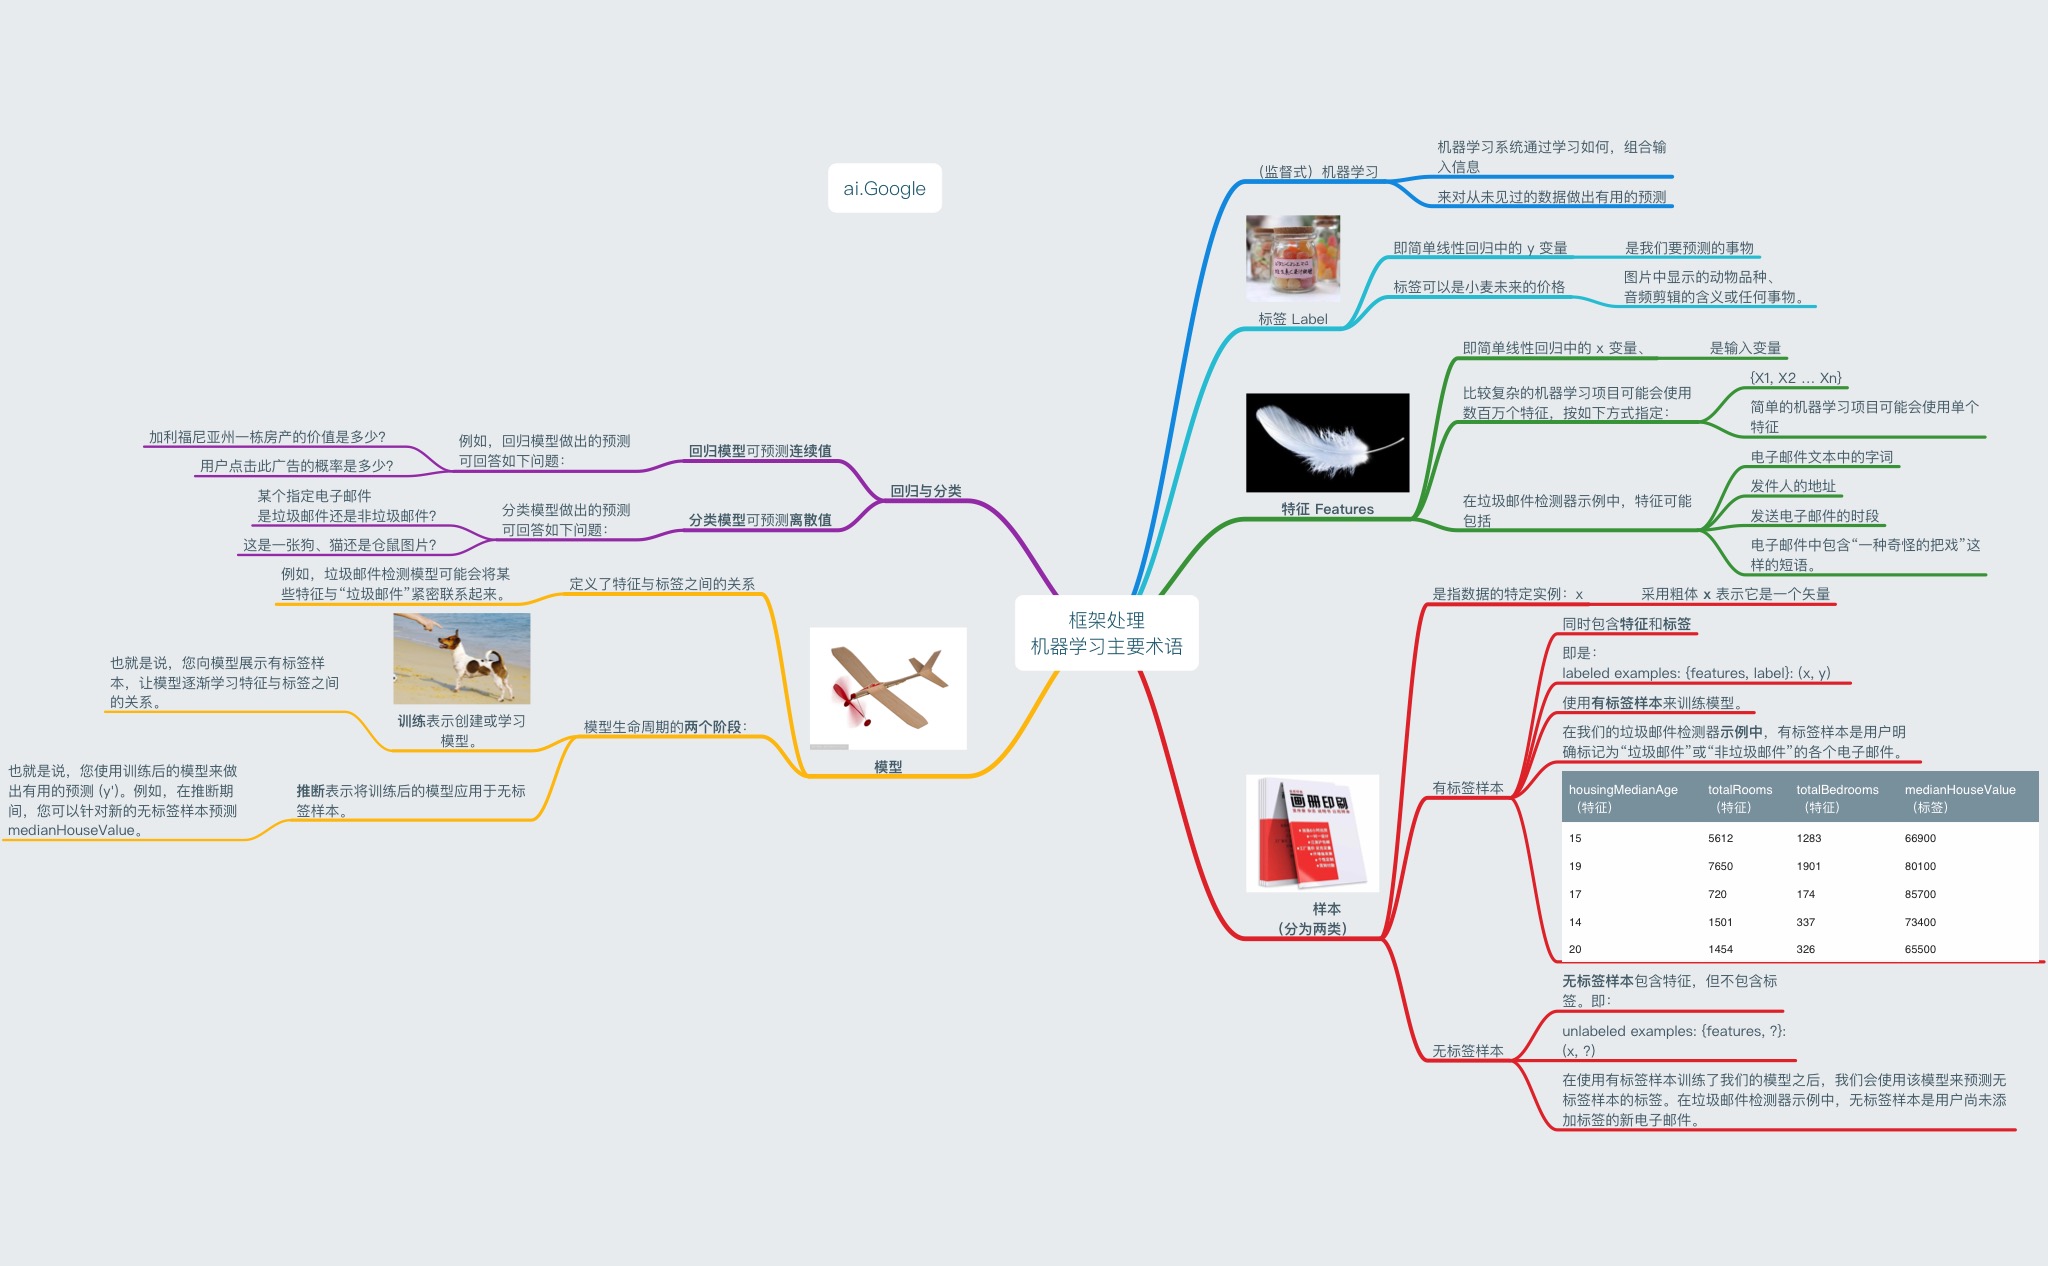 ai.Google
框架处理
机器学习主要术语
（监督式）机器学习
机器学习系统通过学习如何，组合输
入信息
来对从未见过的数据做出有用的预测
标签 Label
即简单线性回归中的 y 变量
是我们要预测的事物
标签可以是小麦未来的价格
图片中显示的动物品种、
音频剪辑的含义或任何事物。
特征 Features
即简单线性回归中的 x 变量、
是输入变量
比较复杂的机器学习项目可能会使用
数百万个特征，按如下方式指定：
{X1, X2 … Xn}
简单的机器学习项目可能会使用单个
特征
在垃圾邮件检测器示例中，特征可能
包括
电子邮件文本中的字词
发件人的地址
发送电子邮件的时段
电子邮件中包含“一种奇怪的把戏”这
样的短语。
画册印刷
样本
（分为两类）
是指数据的特定实例：x
采用粗体 x 表示它是一个矢量
有标签样本
同时包含特征和标签
即是：
labeled examples: {features, label}: (x, y)
使用有标签样本来训练模型。
在我们的垃圾邮件检测器示例中，有标签样本是用户明
确标记为“垃圾邮件”或“非垃圾邮件”的各个电子邮件。
housingMedianAge totalRooms totalBedrooms medianHouseValue
（特征） （特征） （特征） （标签）
15 5612 1283 66900
19 7650 1901 80100
17 720 174 85700
14 1501 337 73400
20 1454 326 65500
无标签样本
无标签样本包含特征，但不包含标
签。即：
unlabeled examples: {features, ?}:
(x, ?)
在使用有标签样本训练了我们的模型之后，我们会使用该模型来预测无
标签样本的标签。在垃圾邮件检测器示例中，无标签样本是用户尚未添
加标签的新电子邮件。
回归与分类
回归模型可预测连续值
例如，回归模型做出的预测
可回答如下问题：
加利福尼亚州一栋房产的价值是多少？
用户点击此广告的概率是多少？
分类模型可预测离散值
分类模型做出的预测
可回答如下问题：
某个指定电子邮件
是垃圾邮件还是非垃圾邮件？
这是一张狗、猫还是仓鼠图片？
模型
定义了特征与标签之间的关系
例如，垃圾邮件检测模型可能会将某
些特征与“垃圾邮件”紧密联系起来。
模型生命周期的两个阶段：
训练表示创建或学习
模型。
也就是说，您向模型展示有标签样
本，让模型逐渐学习特征与标签之间
的关系。
推断表示将训练后的模型应用于无标
签样本。
也就是说，您使用训练后的模型来做
出有用的预测 (y')。例如，在推断期
间，您可以针对新的无标签样本预测
medianHouseValue。